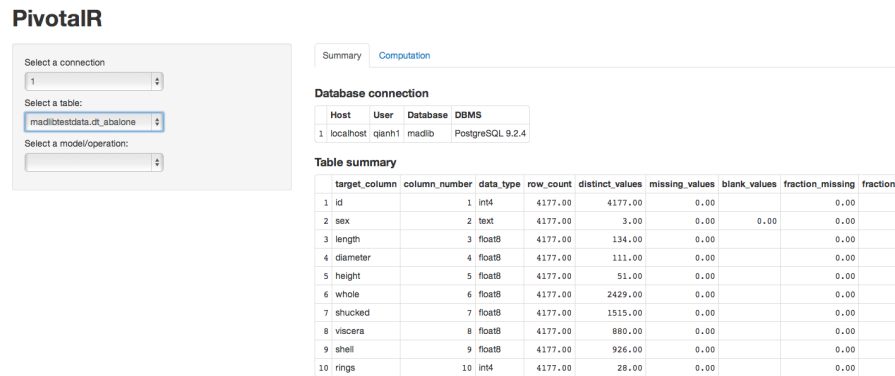 PivotalR
Select a connection
1
Select a table:
madlibtestdata.dt_abalone
Select a model/operation:
Summary Computation
Database connection
Host User Database DBMS
1 localhost qianh1 madlib PostgreSQL 9.2.4
Table summary
target_column column_number data_type row_count distinct_values missing_values blank_values fraction_missing fraction
1 id 1 int4 4177.00 4177.00 0.00 0.00
2 sex 2 text 4177.00 3.00 0.00 0.00 0.00
3 length 3 float8 4177.00 134.00 0.00 0.00
4 diameter 4 float8 4177.00 111.00 0.00 0.00
5 height 5 float8 4177.00 51.00 0.00 0.00
6 whole 6 float8 4177.00 2429.00 0.00 0.00
7 shucked 7 float8 4177.00 1515.00 0.00 0.00
8 viscera 8 float8 4177.00 880.00 0.00 0.00
9 shell 9 float8 4177.00 926.00 0.00 0.00
10 rings 10 int4 4177.00 28.00 0.00 0.00